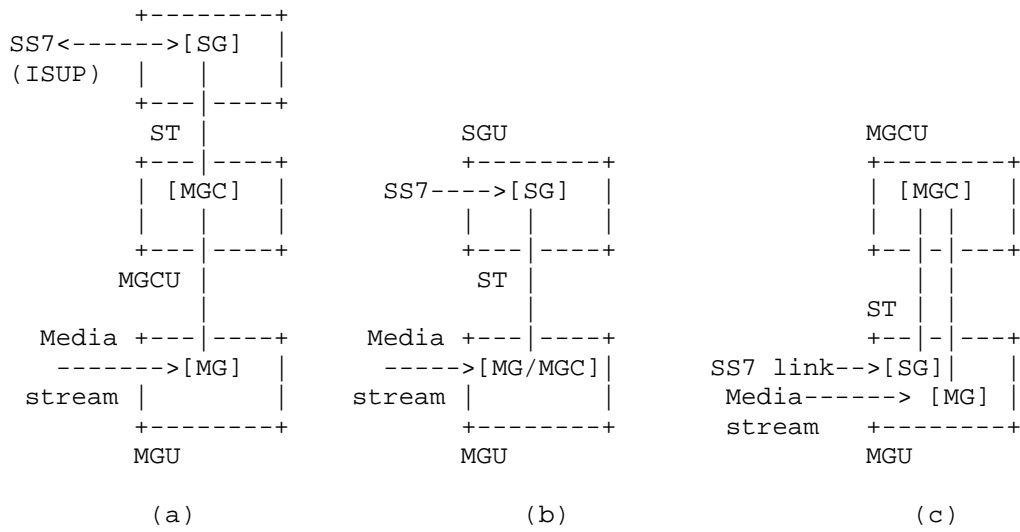 +--------+
SS7<------>[SG]  |
(ISUP)  |   |    |
        +---|----+
         ST |                SGU                       MGCU
        +---|----+           +--------+                +--------+
        | [MGC]  |     SS7---->[SG]   |                | [MGC]  |
        |   |    |           |   |    |                |  | |   |
        +---|----+           +---|----+                +--|-|---+
       MGCU |                 ST |                        | |
            |                    |                     ST | |
 Media  +---|----+    Media  +---|----+                +--|-|---+
  ------->[MG]   |     ----->[MG/MGC]|       SS7 link-->[SG]|   |
stream  |        |   stream  |        |       Media------> [MG] |
        +--------+           +--------+       stream   +--------+
        MGU                  MGU                       MGU
         (a)                  (b)                       (c)